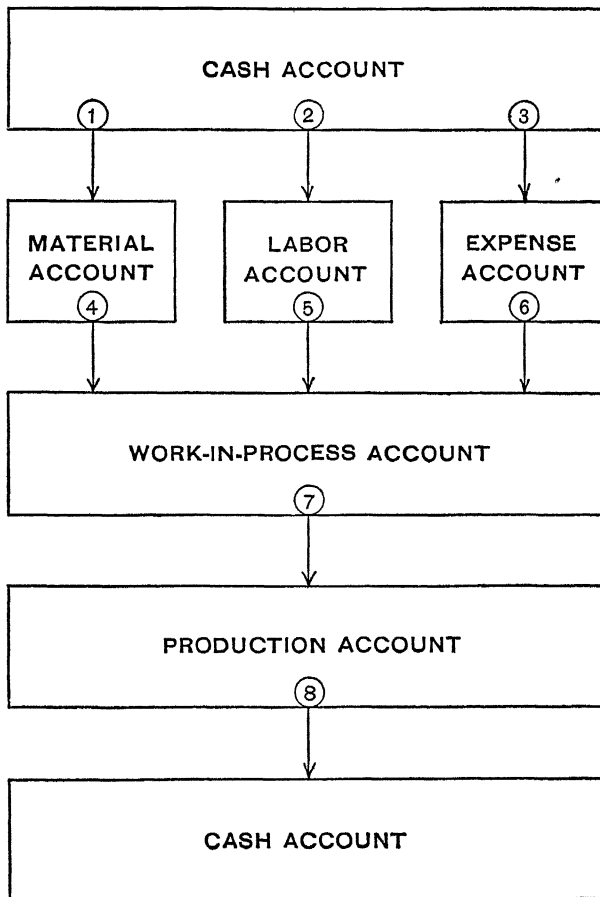 CASH ACCOUNT
1
2
3
MATERIAL
ACCOUNT
4
LABOR
ACCOUNT
5
EXPENSE
ACCOUNT
6
WORK-IN-PROCESS ACCOUNT
7
PRODUCTION ACCOUNT
8
CASH ACCOUNT